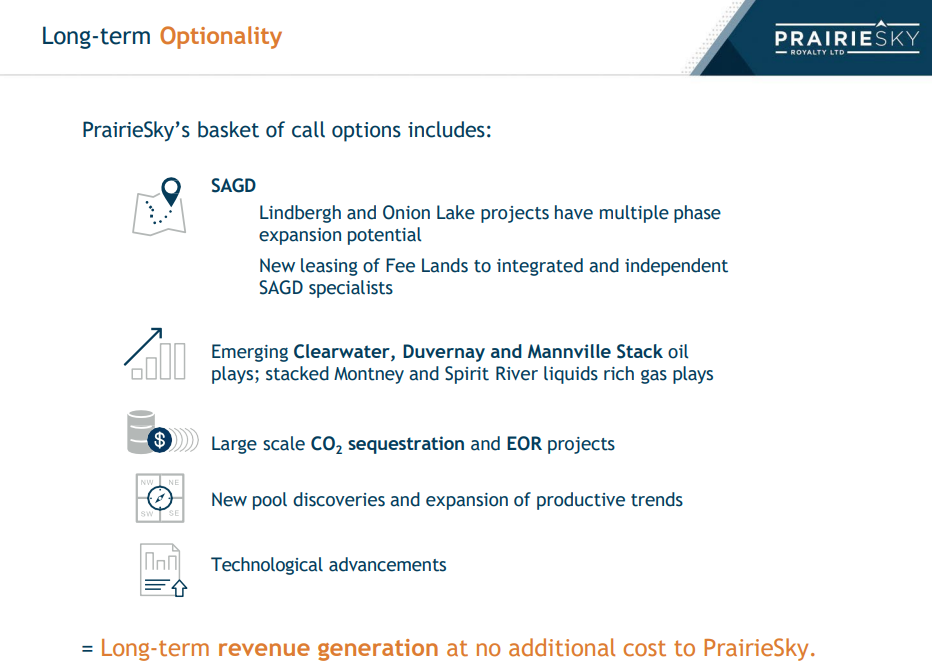 Long-term Optionality
PRAIRIESKY
ROYALTY LTD
PrairieSky's basket of call options includes:
SAGD
Lindbergh and Onion Lake projects have multiple phase
expansion potential
New leasing of Fee Lands to integrated and independent
SAGD specialists
Emerging Clearwater, Duvernay and Mannville Stack oil
plays; stacked Montney and Spirit River liquids rich gas plays
$
Large scale CO₂ sequestration and EOR projects
NW NE
SW SE
New pool discoveries and expansion of productive trends
Technological advancements
= Long-term revenue generation at no additional cost to PrairieSky.